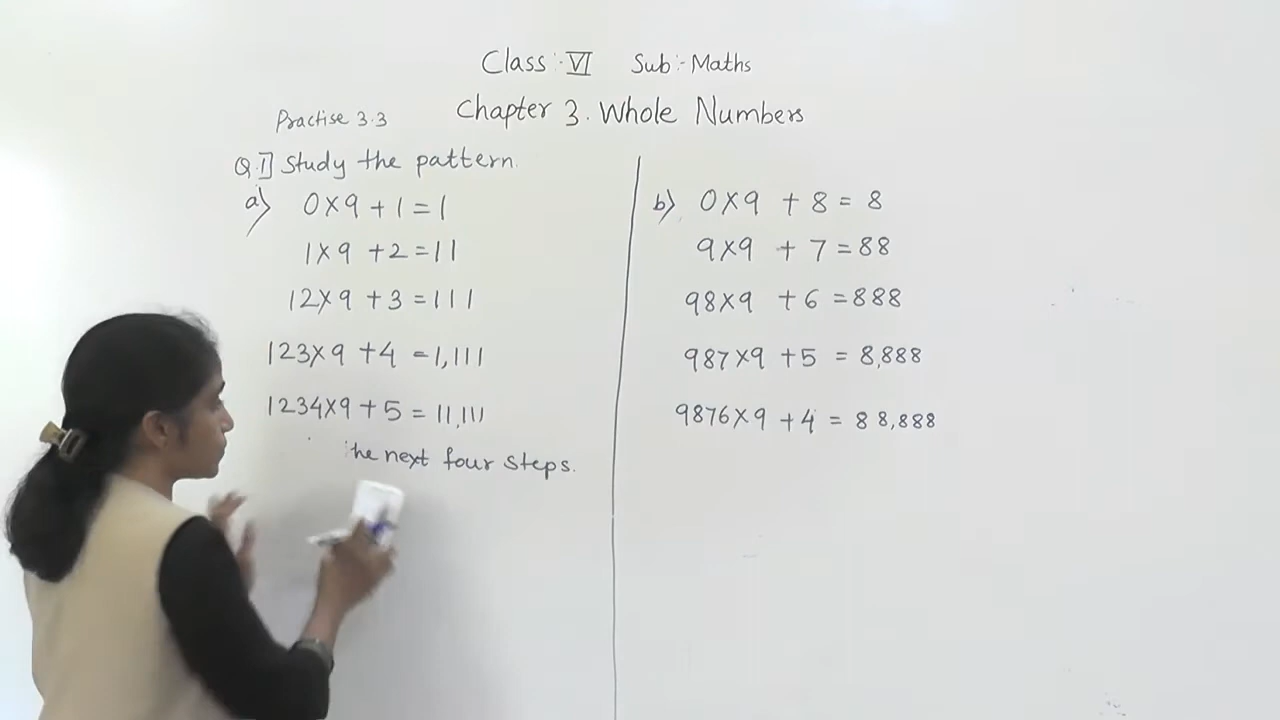 Class :- VI Sub :- Maths
Chapter 3. Whole Numbers
Practise 3.3
Q.1] Study the pattern.
a) 0×9 +1=1
1×9 +2=11
12×9 +3=111
123×9 +4 =1,111
1234×9 +5 = 11,111
he next four steps.
b) 0×9 + 8 = 8
9×9 + 7 =88
98×9 +6 =888
987×9 +5 = 8,888
9876×9 +4 = 88,888